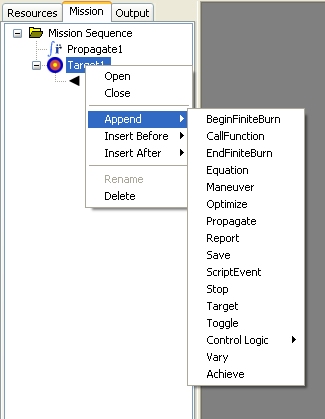 Resources Mission Output
Mission Sequence
Propagate1
Target1
Open
Close
Append
Insert Before
Insert After
Rename
Delete
BeginFiniteBurn
CallFunction
EndFiniteBurn
Equation
Maneuver
Optimize
Propagate
Report
Save
ScriptEvent
Stop
Target
Toggle
Control Logic
Vary
Achieve